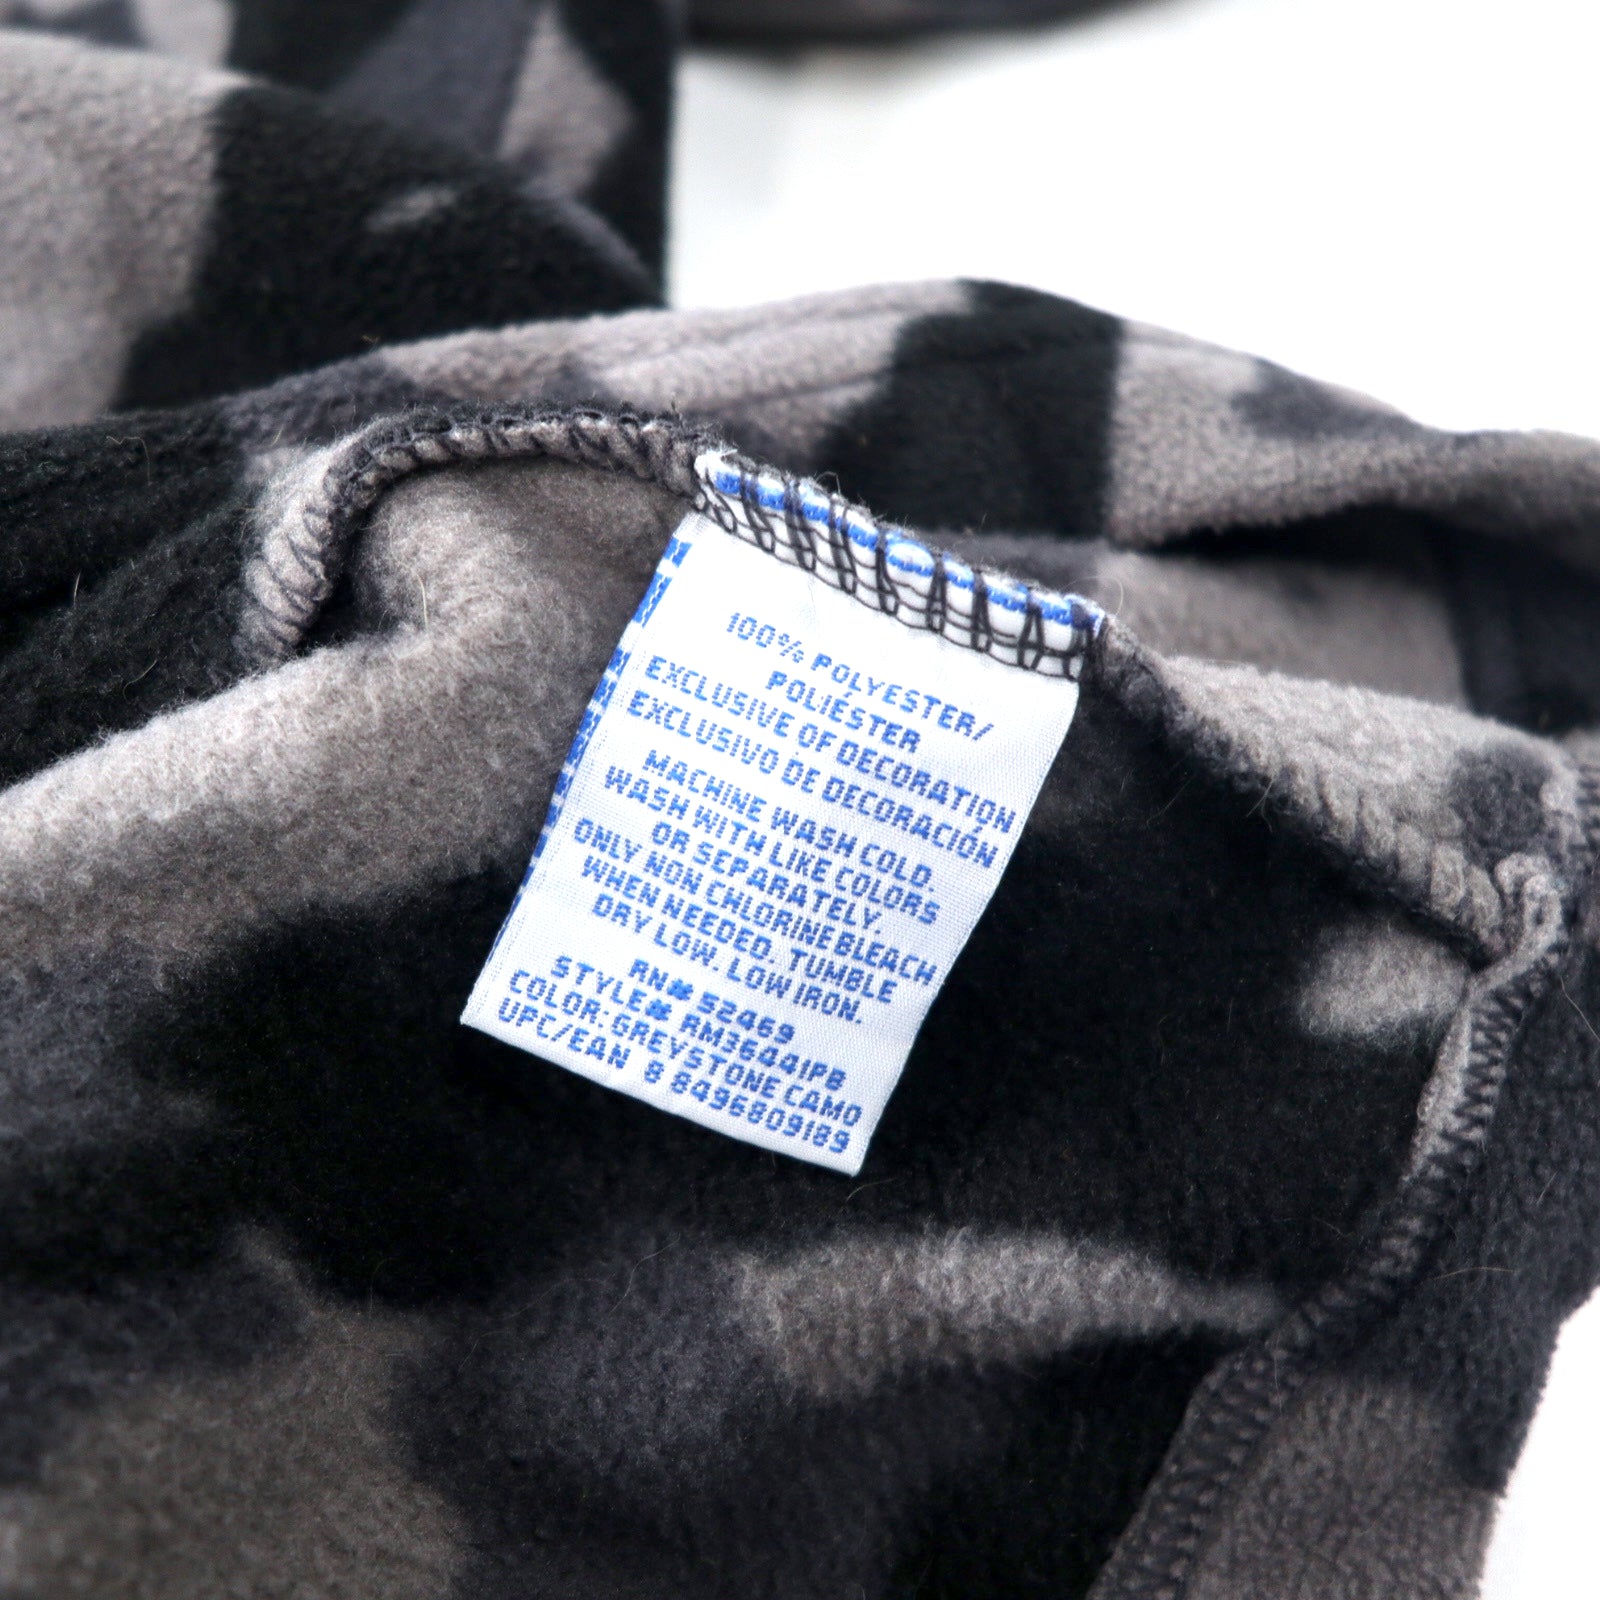 100% POLYESTER/
POLIÉSTER
EXCLUSIVE OF DECORATION
EXCLUSIVO DE DECORACIÓN
MACHINE WASH COLD.
WASH WITH LIKE COLORS
OR SEPARATELY.
ONLY NON CHLORINE BLEACH
WHEN NEEDED. TUMBLE
DRY LOW. LOW IRON.
RN# 52469
STYLE# RM36441PB
COLOR: GREYSTONE CAMO
UPC/EAN 8 8496809189